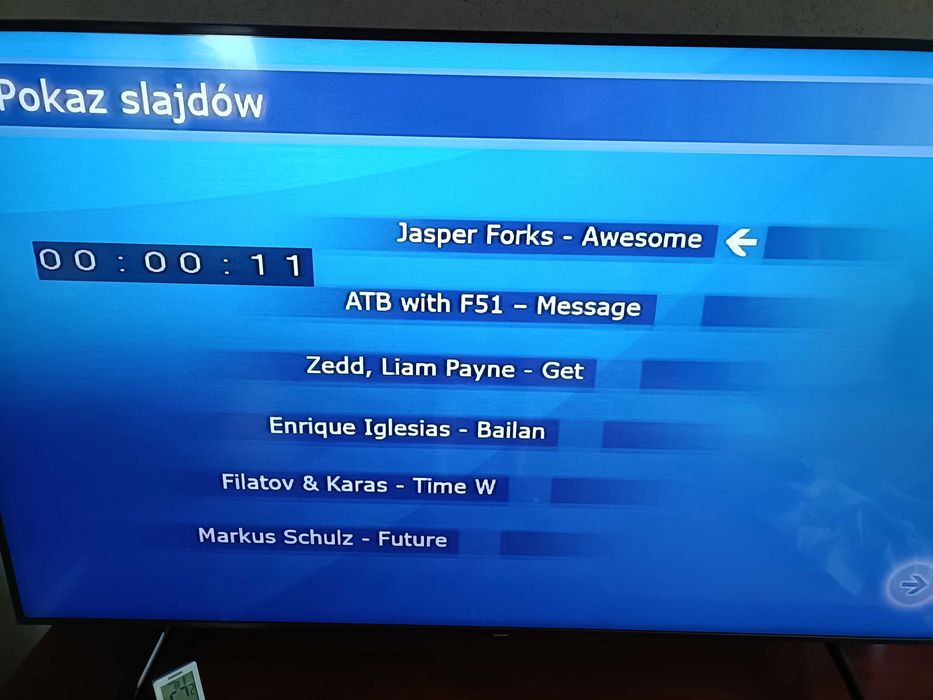 Pokaz slajdów
Jasper Forks - Awesome
00:00:11
ATB with F51 – Message
Zedd, Liam Payne - Get
Enrique Iglesias - Bailan
Filatov & Karas - Time W
Markus Schulz - Future